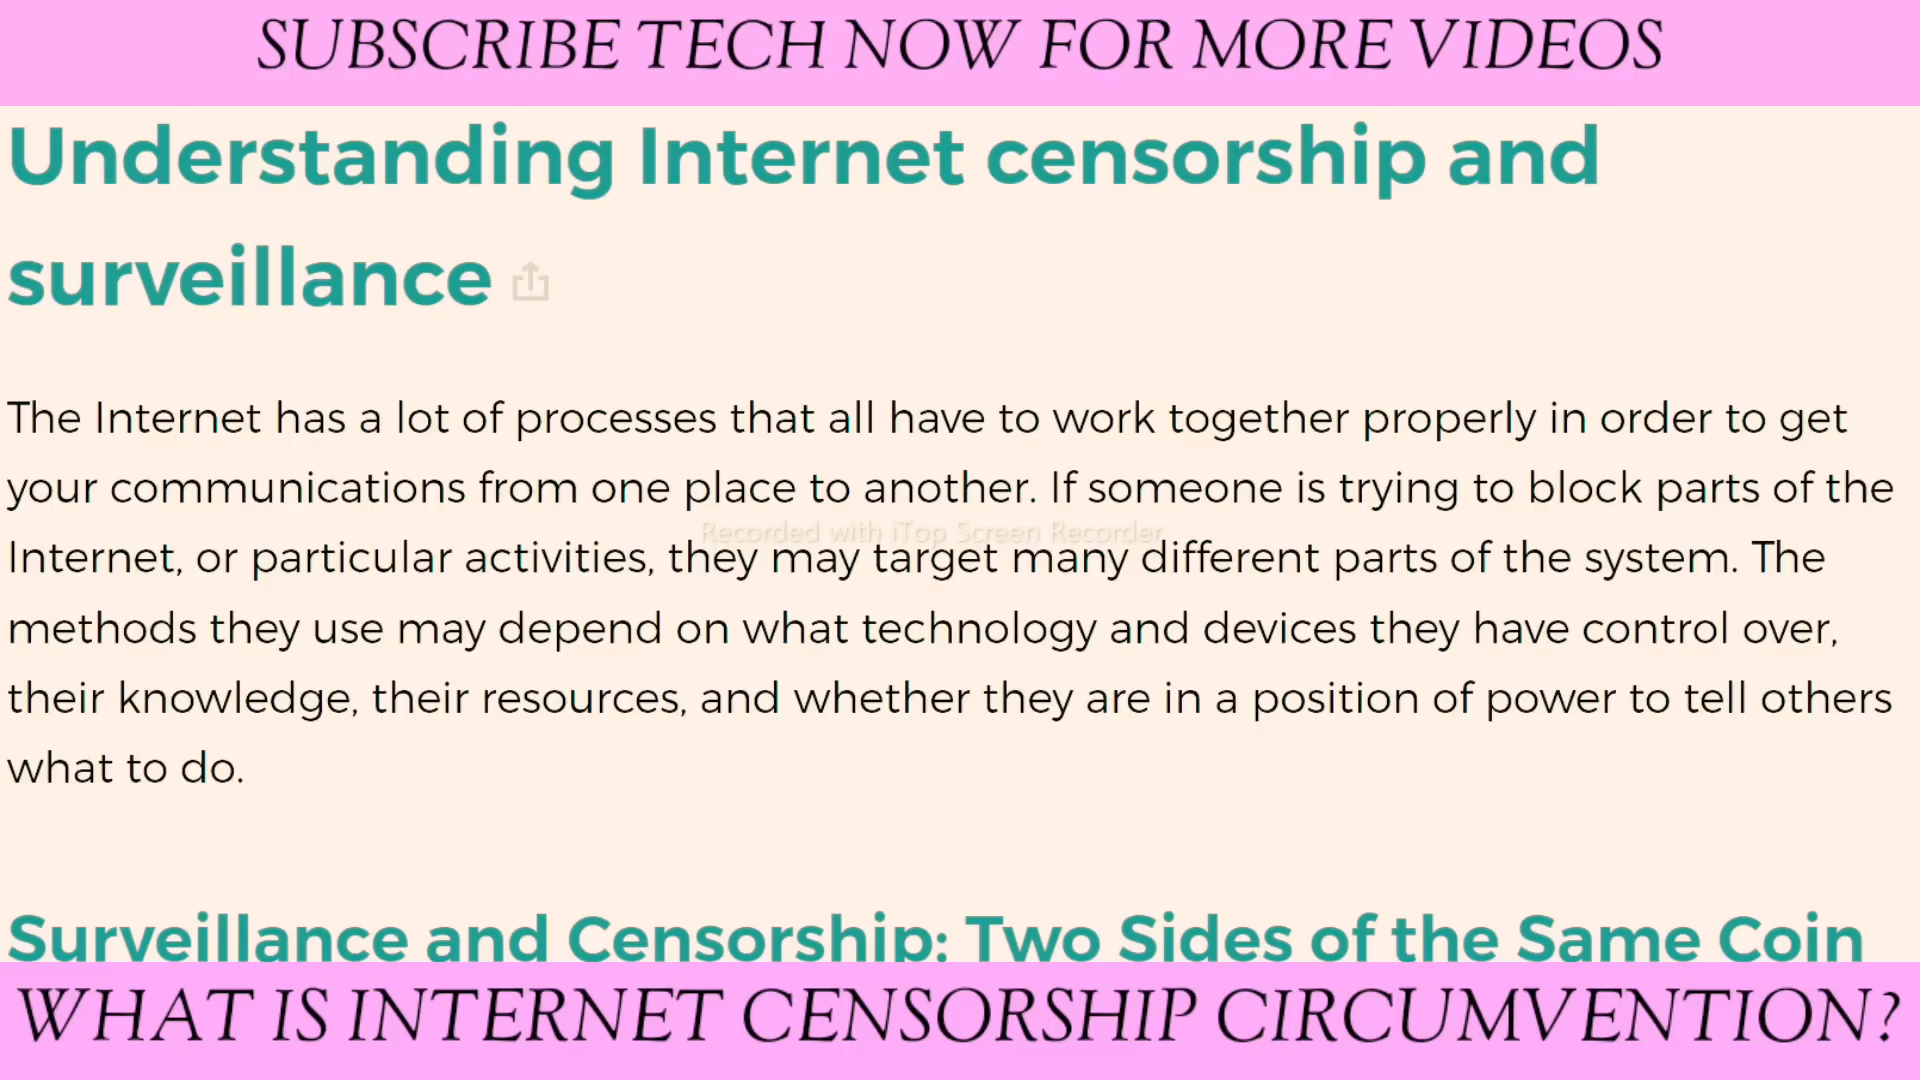 SUBSCRIBE TECH NOW FOR MORE VIDEOS
Understanding Internet censorship and
surveillance
The Internet has a lot of processes that all have to work together properly in order to get
your communications from one place to another. If someone is trying to block parts of the
Recorded with iTop Screen Recorder
Internet, or particular activities, they may target many different parts of the system. The
methods they use may depend on what technology and devices they have control over,
their knowledge, their resources, and whether they are in a position of power to tell others
what to do.
Surveillance and Censorship: Two Sides of the Same Coin
WHAT IS INTERNET CENSORSHIP CIRCUMVENTION?